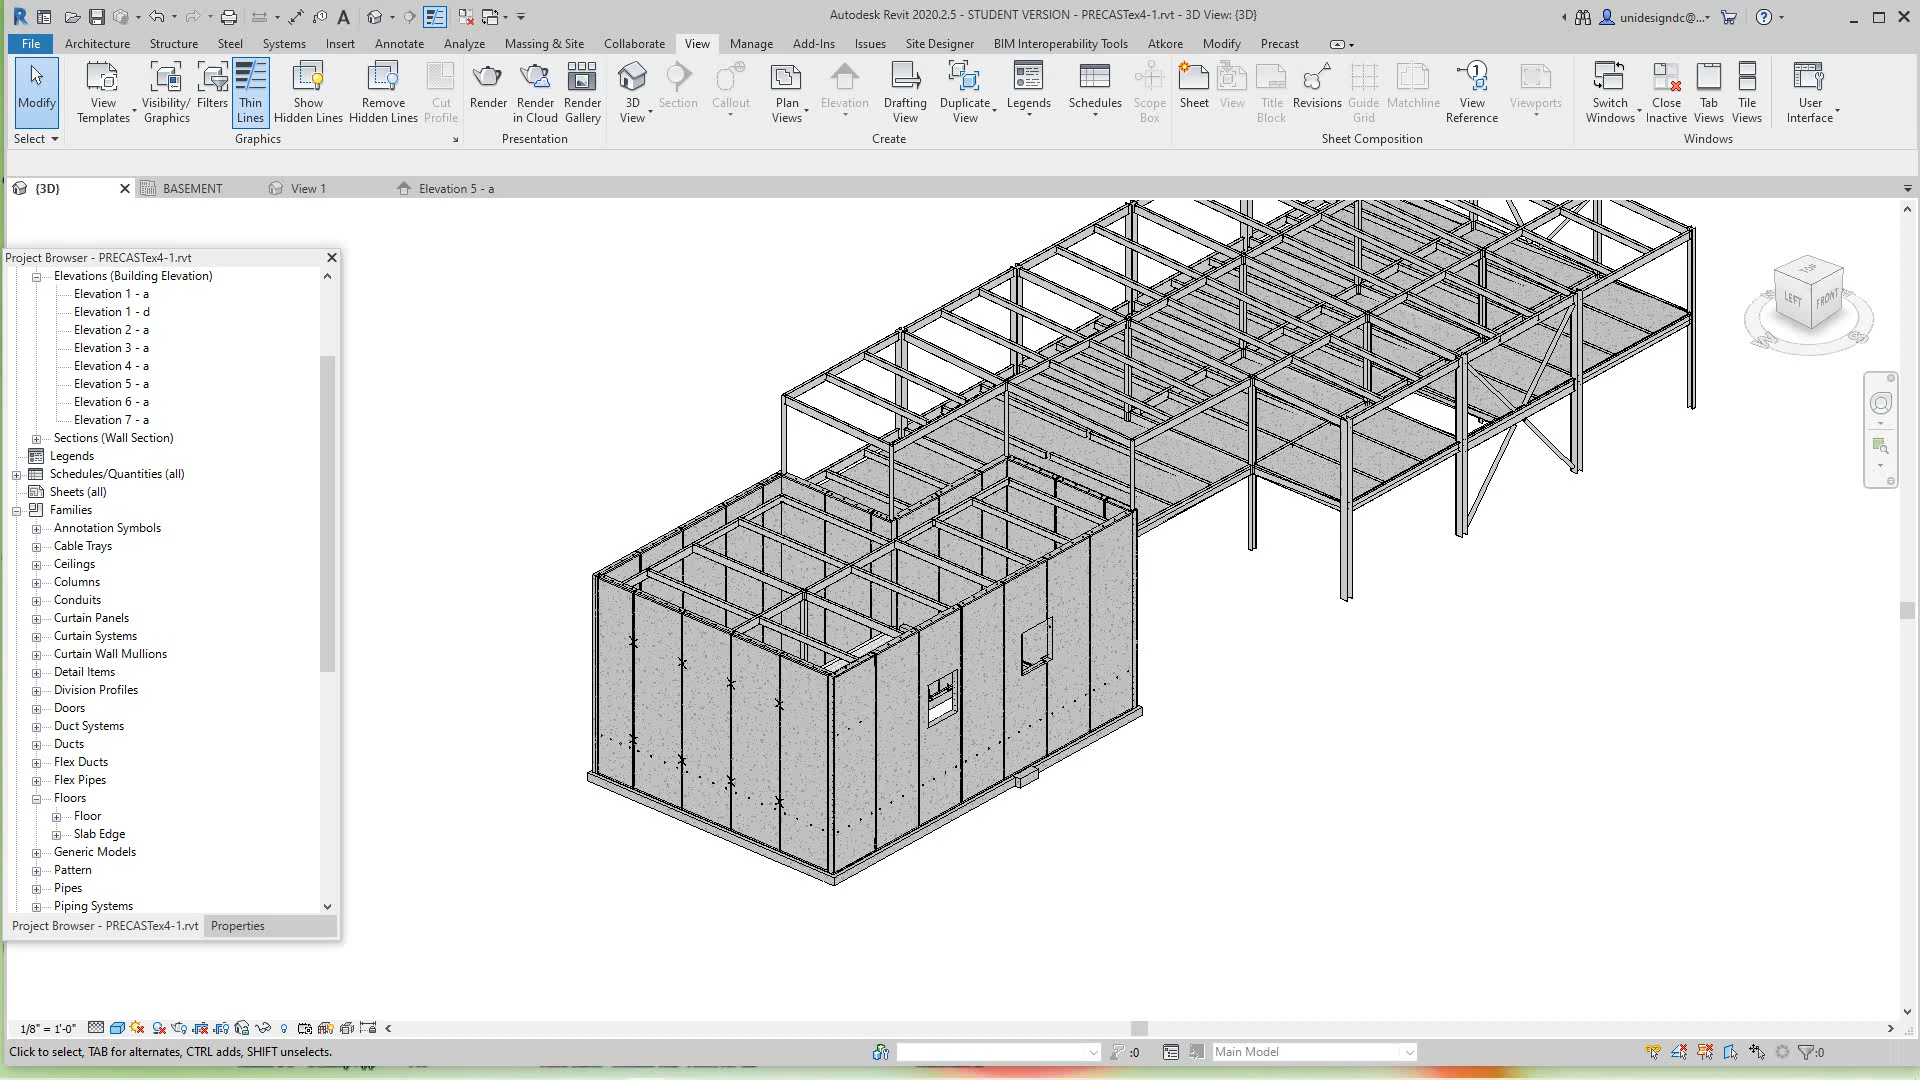 Autodesk Revit 2020.2.5 - STUDENT VERSION - PRECASTex4-1.rvt - 3D View: {3D}
unidesigndc@...
File Architecture Structure Steel Systems Insert Annotate Analyze Massing & Site Collaborate View Manage Add-Ins Issues Site Designer BIM Interoperability Tools Atkore Modify Precast
Modify
View Templates
Visibility/ Graphics
Filters
Thin Lines
Show Hidden Lines
Remove Hidden Lines
Cut Profile
Render
Render in Cloud
Render Gallery
3D View
Section
Callout
Plan Views
Elevation
Drafting View
Duplicate View
Legends
Schedules
Scope Box
Sheet
View
Title Block
Revisions
Guide Grid
Matchline
View Reference
Viewports
Switch Windows
Close Inactive
Tab Views
Tile Views
User Interface
Select Graphics Presentation Create Sheet Composition Windows
{3D} BASEMENT View 1 Elevation 5 - a
Project Browser - PRECASTex4-1.rvt
Elevations (Building Elevation)
Elevation 1 - a
Elevation 1 - d
Elevation 2 - a
Elevation 3 - a
Elevation 4 - a
Elevation 5 - a
Elevation 6 - a
Elevation 7 - a
Sections (Wall Section)
Legends
Schedules/Quantities (all)
Sheets (all)
Families
Annotation Symbols
Cable Trays
Ceilings
Columns
Conduits
Curtain Panels
Curtain Systems
Curtain Wall Mullions
Detail Items
Division Profiles
Doors
Duct Systems
Ducts
Flex Ducts
Flex Pipes
Floors
Floor
Slab Edge
Generic Models
Pattern
Pipes
Piping Systems
Project Browser - PRECASTex4-1.rvt Properties
TOP
LEFT FRONT
1/8" = 1'-0"
Click to select, TAB for alternates, CTRL adds, SHIFT unselects.
:0
Main Model
:0